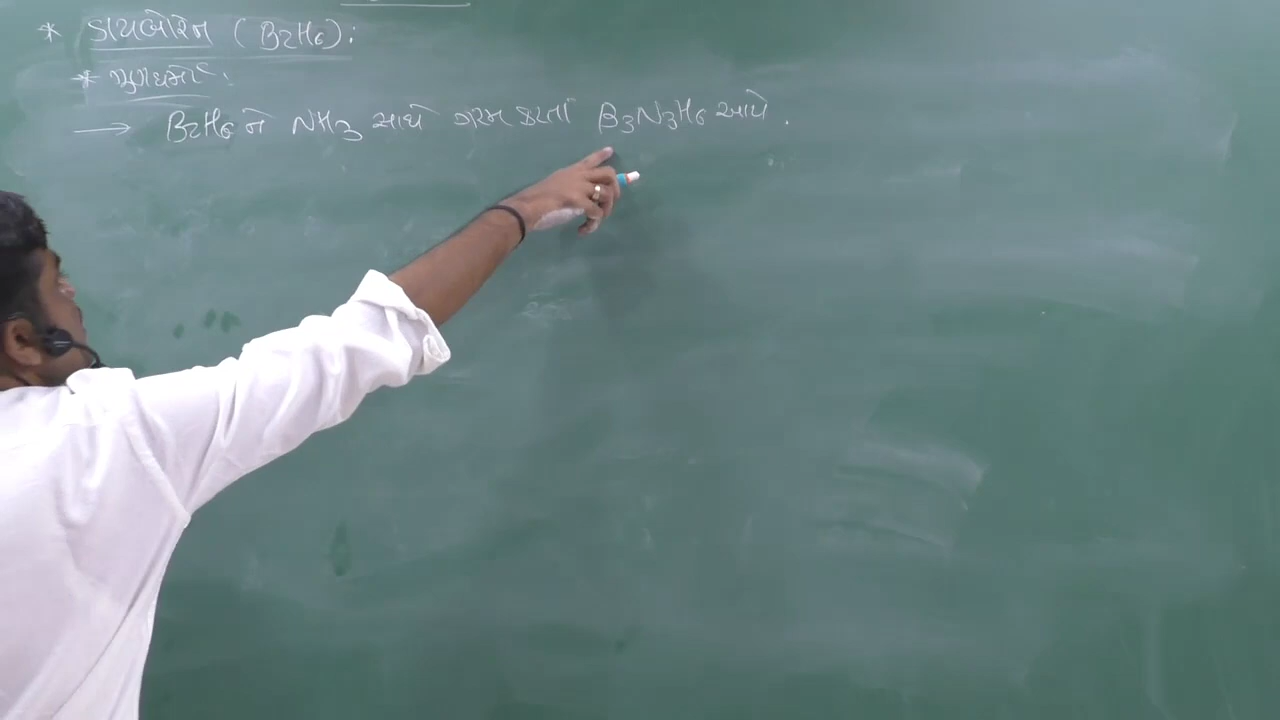 * ડાયબોરેન (B2H6):
* ગુણધર્મો:
→ B2H6 ને NH3 સાથે ગરમ કરતાં B3N3H6 આપે.